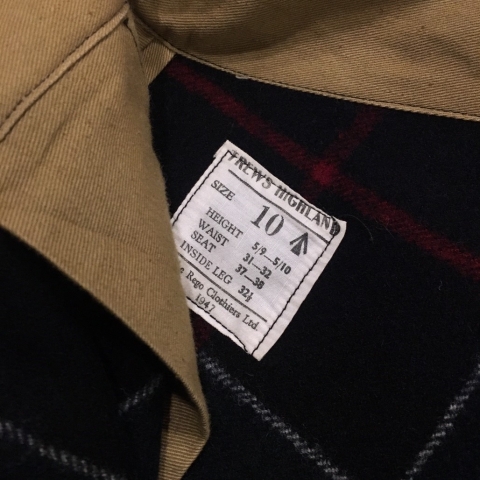 TREWS HIGHLAND
SIZE 10
HEIGHT 5/9—5/10
WAIST 31—32
SEAT 37—38
INSIDE LEG 32½
Rego Clothiers Ltd.
1947